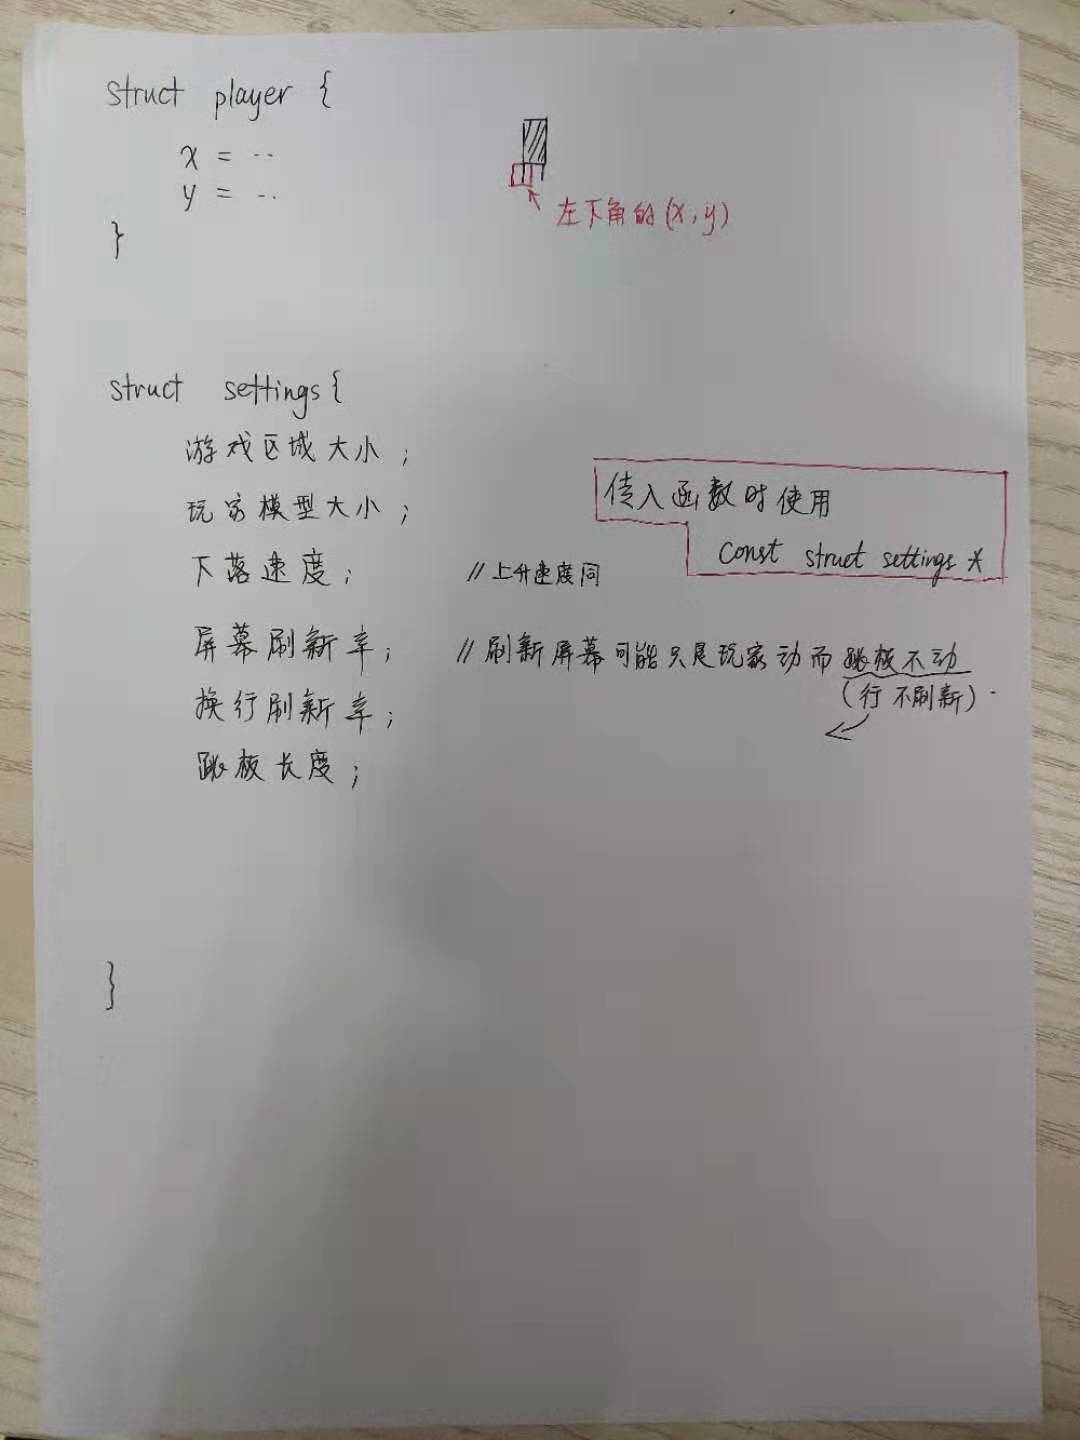 struct player {
x = ..
y = ..
}
左下角的(x,y)
struct settings{
游戏区域大小;
玩家模型大小;
下落速度; //上升速度同
传入函数时使用
const struct settings *
屏幕刷新率; //刷新屏幕可能只是玩家动而跳板不动
(行不刷新).
换行刷新率;
跳板长度;
}